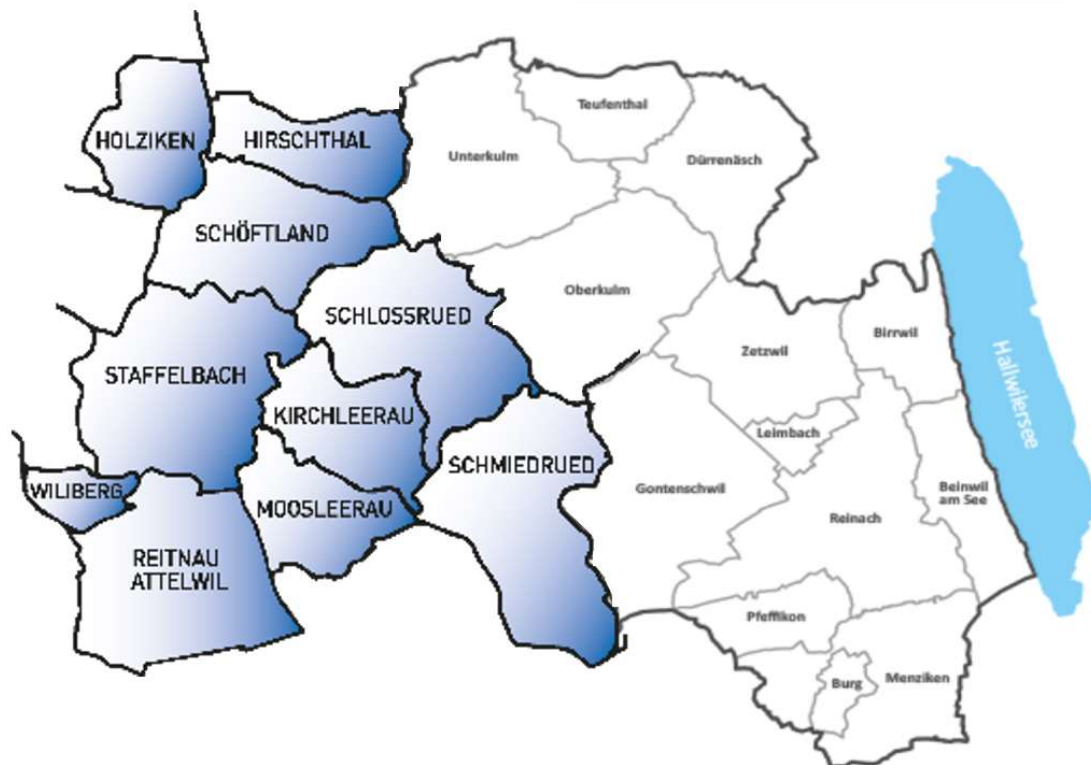 HOLZIKEN
HIRSCHTHAL
SCHÖFTLAND
SCHLOSSRUED
STAFFELBACH
KIRCHLEERAU
SCHMIEDRUED
WILIBERG
MOOSLEERAU
REITNAU
ATTELWIL
Teufenthal
Unterkulm
Dürrenäsch
Oberkulm
Birrwil
Zetzwil
Hallwilersee
Leimbach
Gontenschwil
Beinwil
am See
Reinach
Pfeffikon
Burg
Menziken